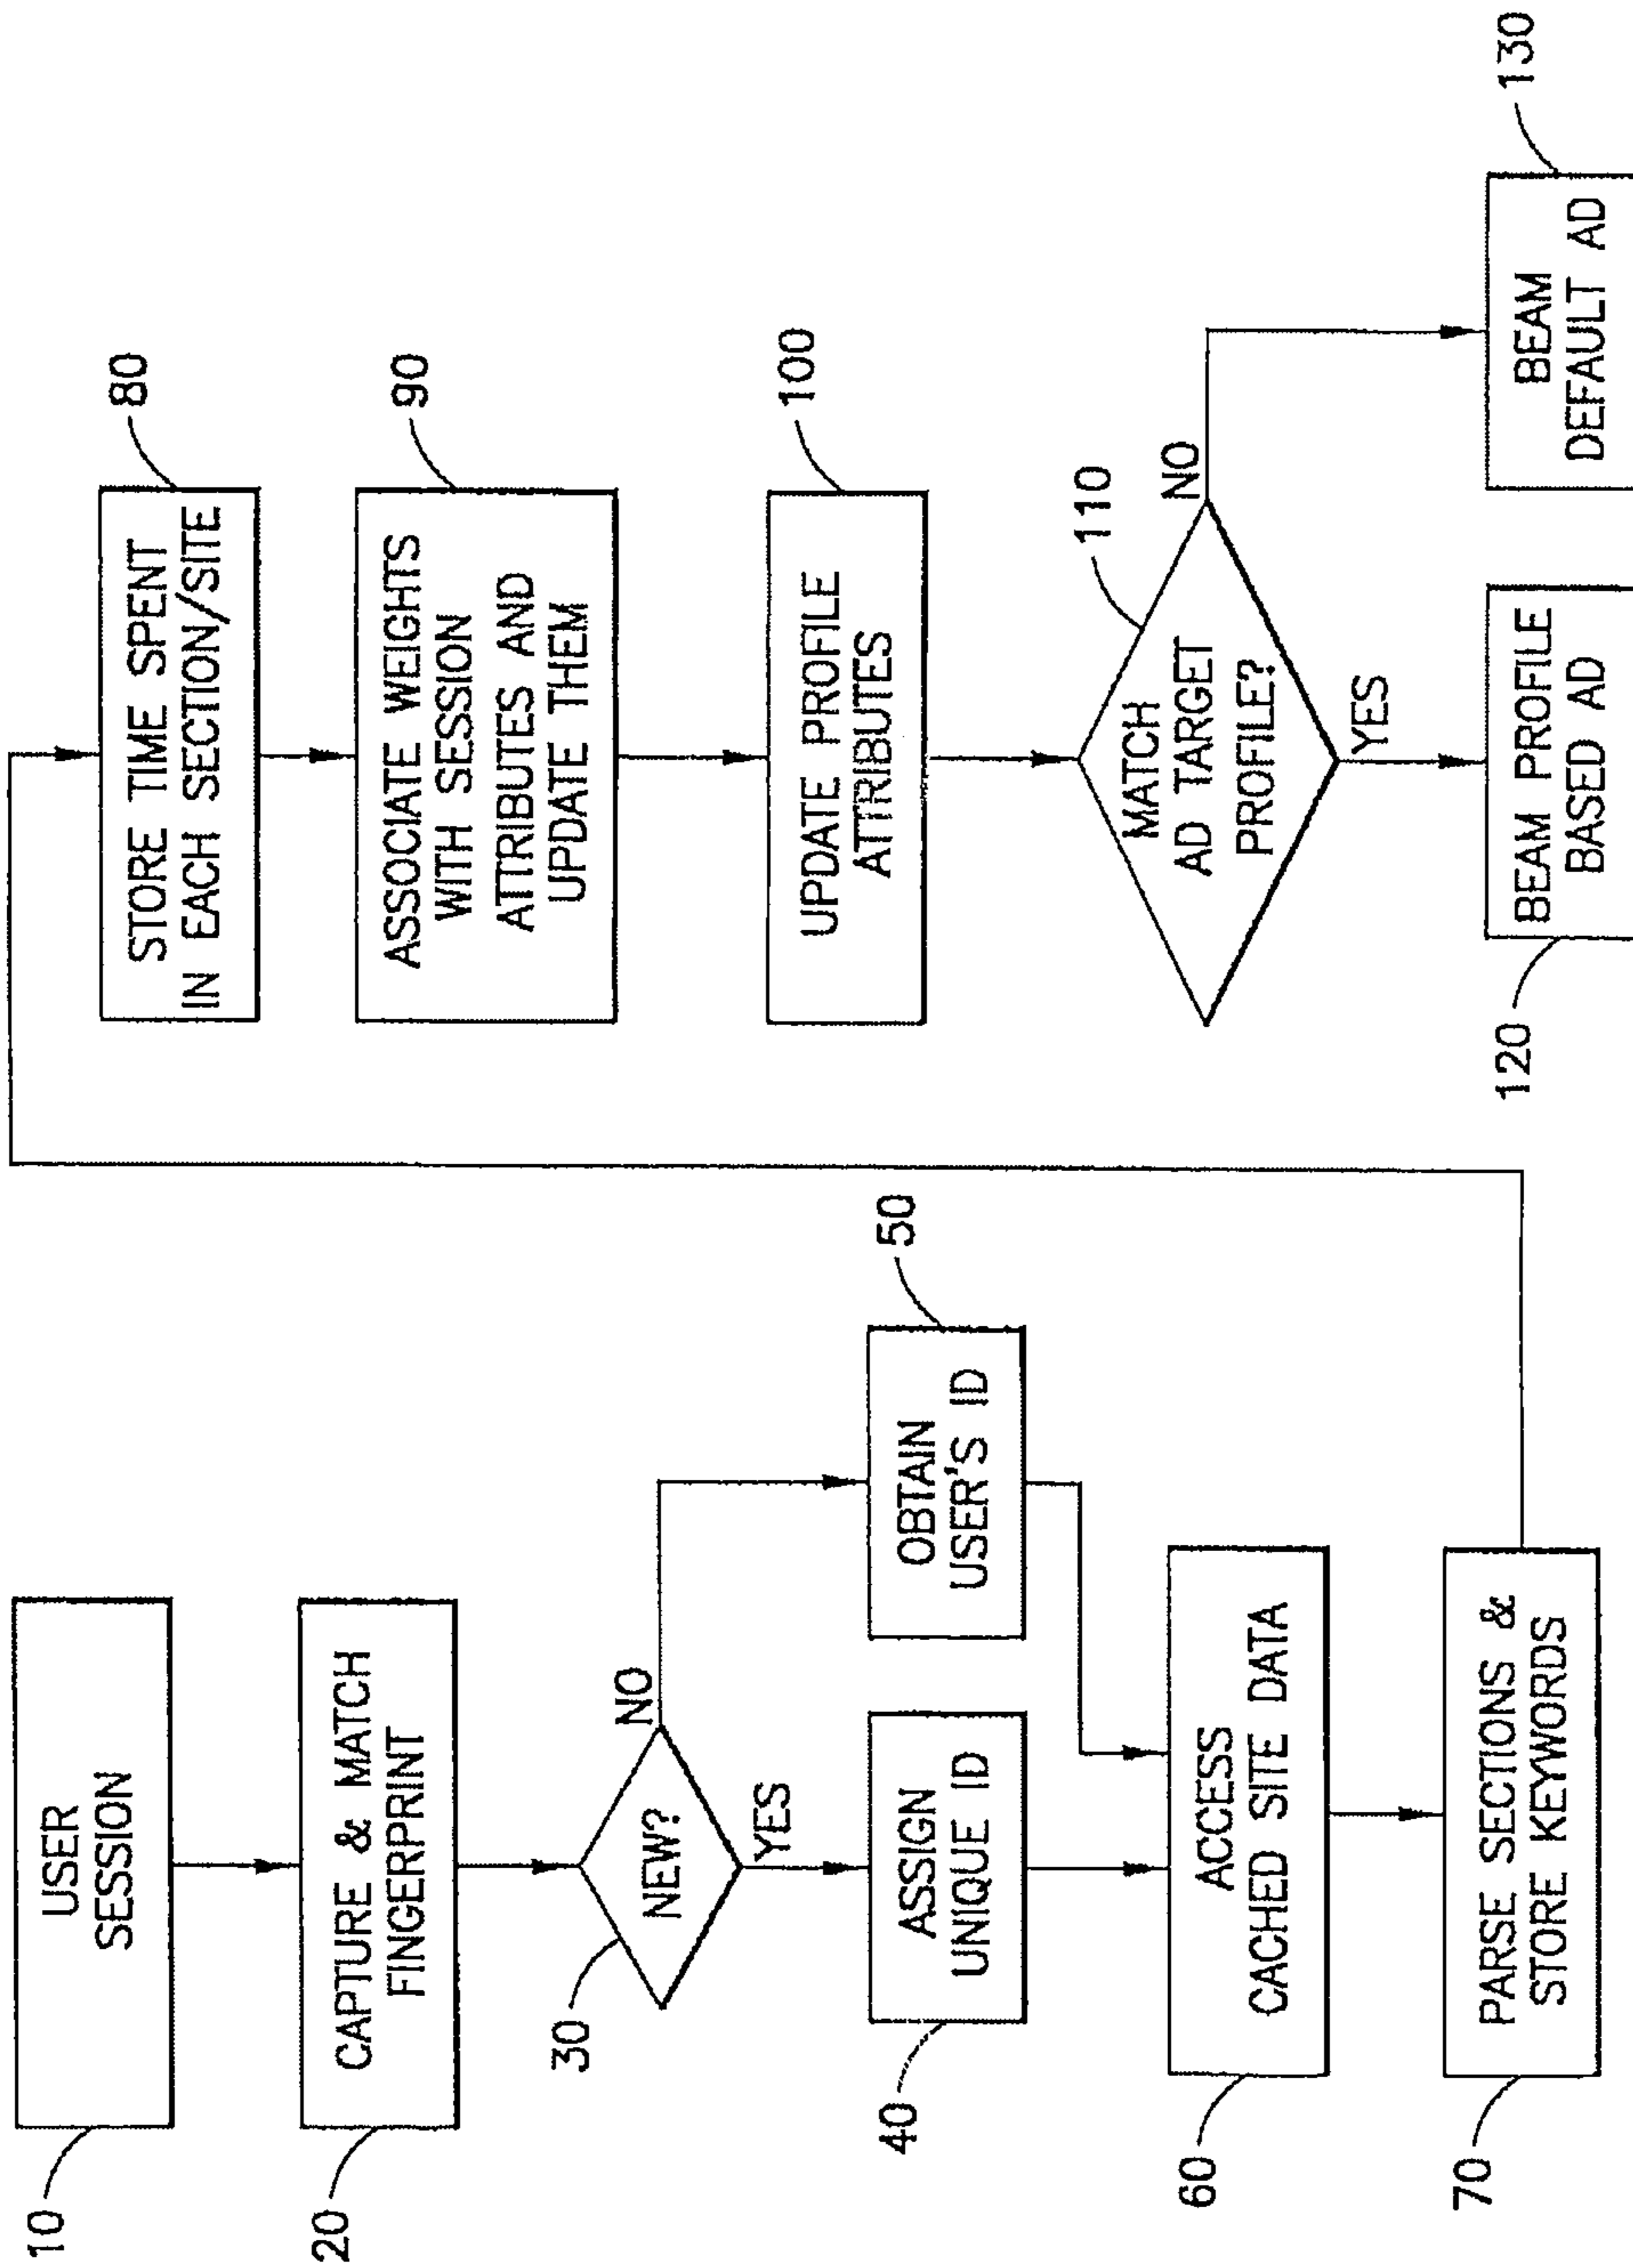 10
USER
SESSION
20
CAPTURE & MATCH
FINGERPRINT
30
NEW?
NO
YES
40
ASSIGN
UNIQUE ID
50
OBTAIN
USER'S ID
60
ACCESS
CACHED SITE DATA
70
PARSE SECTIONS &
STORE KEYWORDS
80
STORE TIME SPENT
IN EACH SECTION/SITE
90
ASSOCIATE WEIGHTS
WITH SESSION
ATTRIBUTES AND
UPDATE THEM
100
UPDATE PROFILE
ATTRIBUTES
110
MATCH
AD TARGET
PROFILE?
NO
YES
120
BEAM PROFILE
BASED AD
130
BEAM
DEFAULT AD